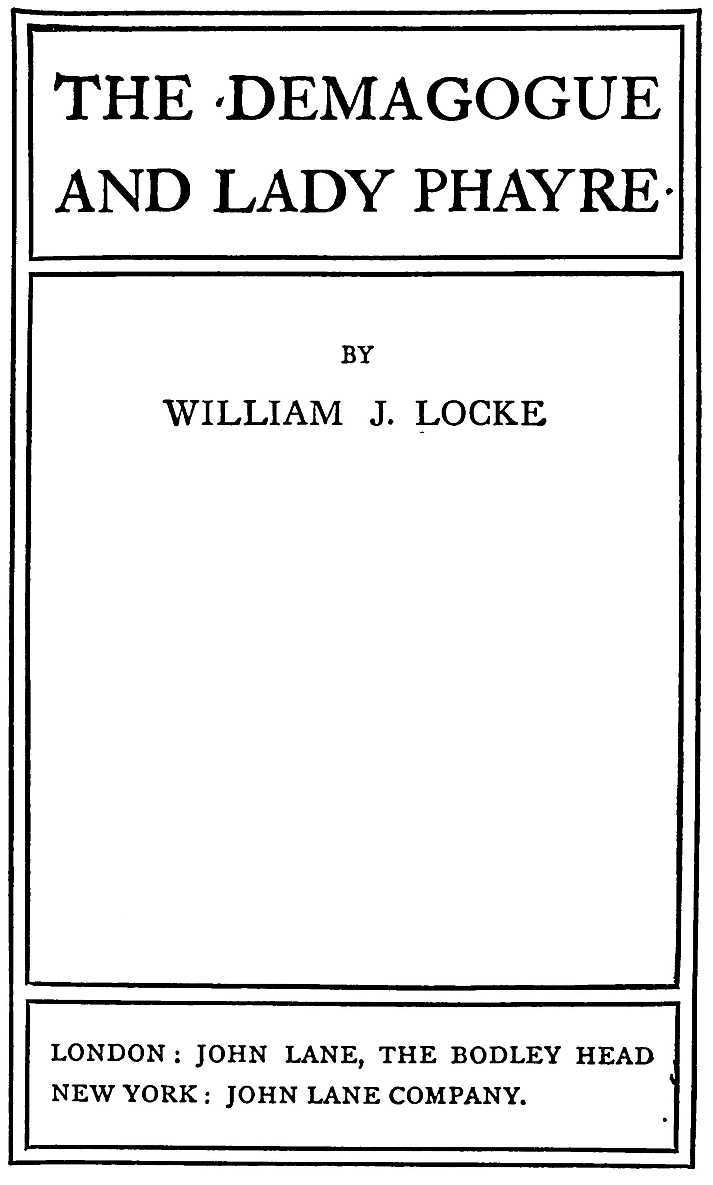 THE DEMAGOGUE
AND LADY PHAYRE
BY
WILLIAM J. LOCKE
LONDON: JOHN LANE, THE BODLEY HEAD
NEW YORK: JOHN LANE COMPANY.